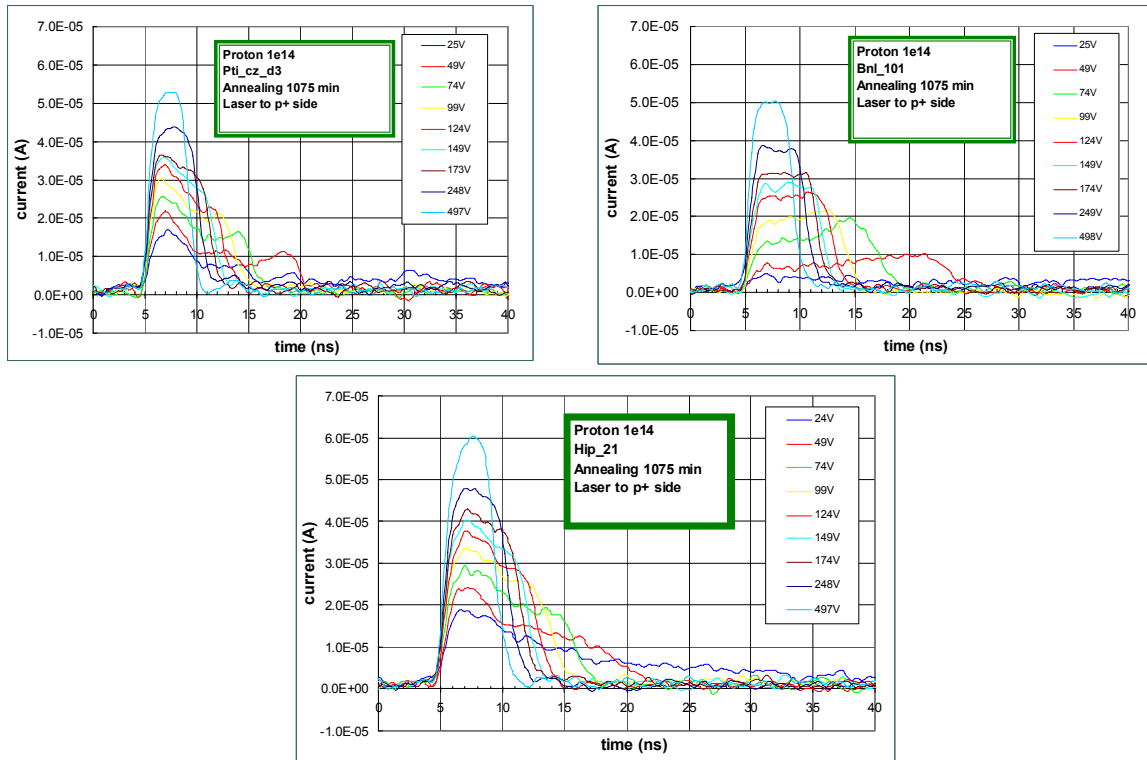 7.0E-05
6.0E-05
5.0E-05
4.0E-05
3.0E-05
2.0E-05
1.0E-05
0.0E+00
-1.0E-05
current (A)
0 5 10 15 20 25 30 35 40
time (ns)
Proton 1e14
Pti_cz_d3
Annealing 1075 min
Laser to p+ side
25V
49V
74V
99V
124V
149V
173V
248V
497V
7.0E-05
6.0E-05
5.0E-05
4.0E-05
3.0E-05
2.0E-05
1.0E-05
0.0E+00
-1.0E-05
current (A)
0 5 10 15 20 25 30 35 40
time (ns)
Proton 1e14
Bnl_101
Annealing 1075 min
Laser to p+ side
25V
49V
74V
99V
124V
149V
174V
249V
498V
7.0E-05
6.0E-05
5.0E-05
4.0E-05
3.0E-05
2.0E-05
1.0E-05
0.0E+00
-1.0E-05
current (A)
0 5 10 15 20 25 30 35 40
time (ns)
Proton 1e14
Hip_21
Annealing 1075 min
Laser to p+ side
24V
49V
74V
99V
124V
149V
174V
248V
497V